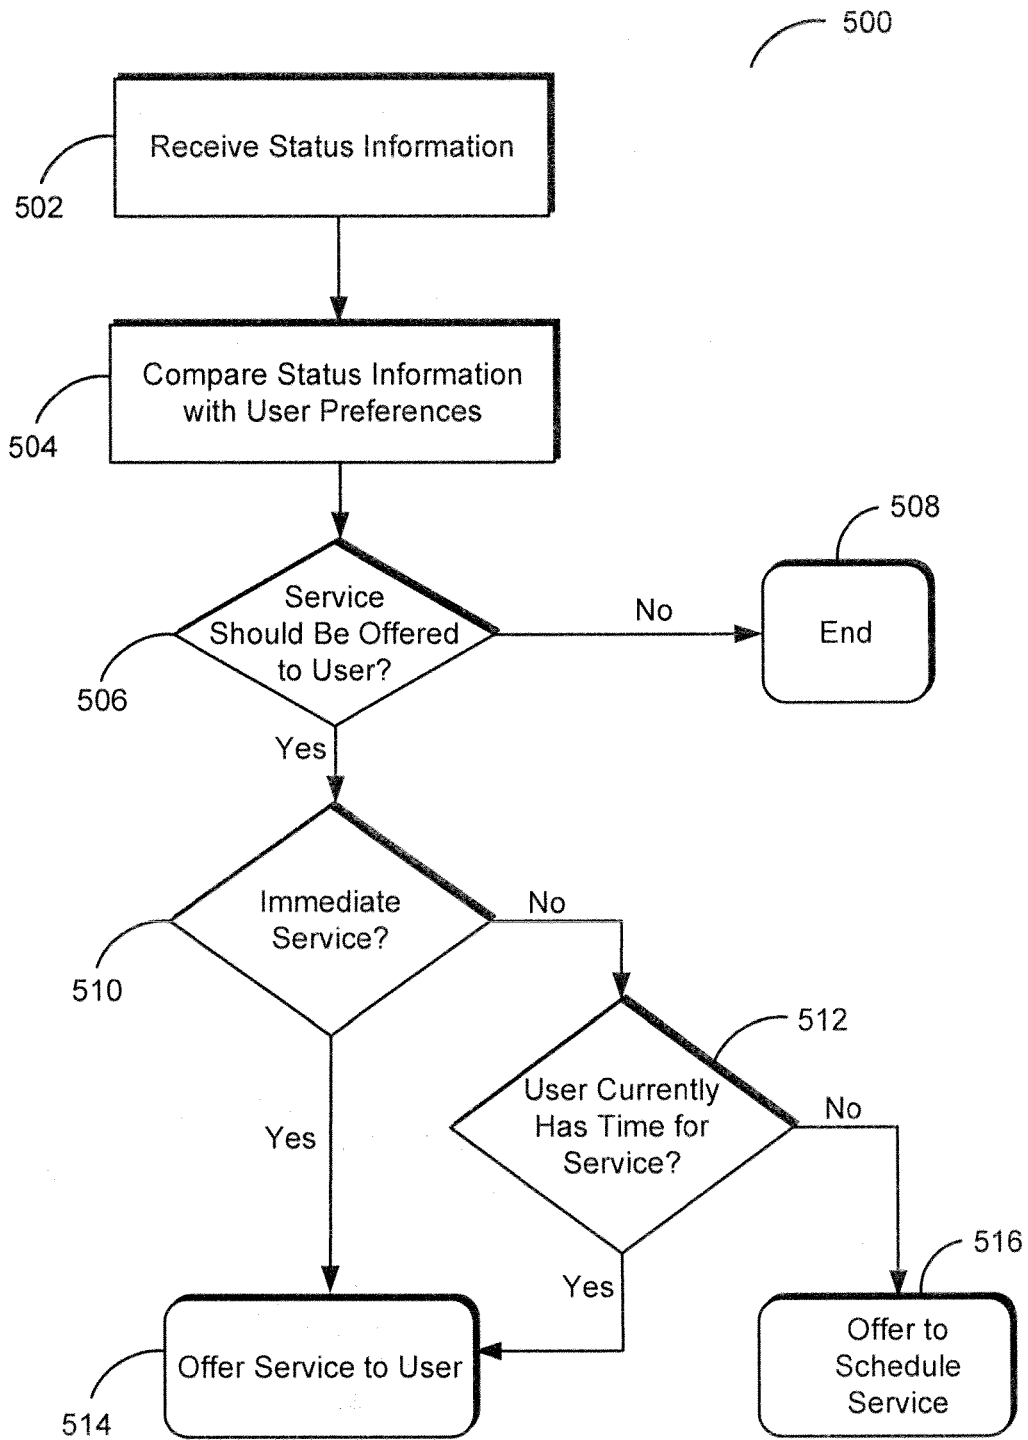 500
Receive Status Information
502
Compare Status Information
with User Preferences
504
508
Service
Should Be Offered
to User?
No
End
506
Yes
Immediate
Service?
No
510
512
User Currently
Has Time for
Service?
No
Yes
516
Yes
Offer Service to User
Offer to
Schedule
Service
514